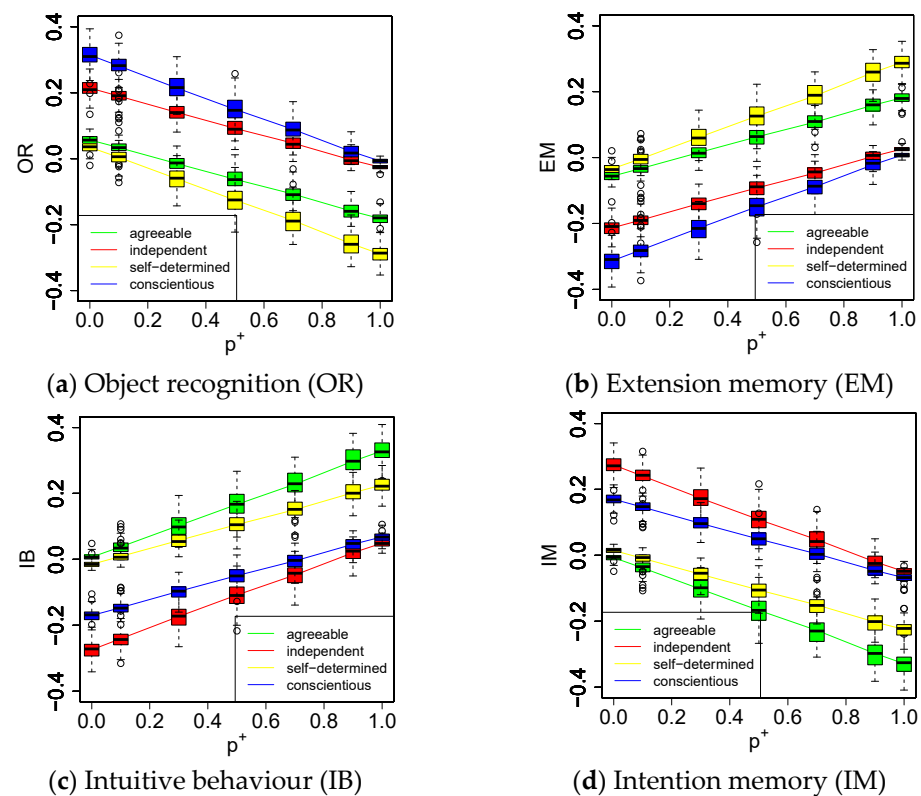 OR
0.4
0.2
0.0
−0.2
−0.4
agreeable
independent
self−determined
conscientious
0.0 0.2 0.4 0.6 0.8 1.0
p+
(a) Object recognition (OR)
EM
0.4
0.2
0.0
−0.2
−0.4
agreeable
independent
self−determined
conscientious
0.0 0.2 0.4 0.6 0.8 1.0
p+
(b) Extension memory (EM)
IB
0.4
0.2
0.0
−0.2
−0.4
agreeable
independent
self−determined
conscientious
0.0 0.2 0.4 0.6 0.8 1.0
p+
(c) Intuitive behaviour (IB)
IM
0.4
0.2
0.0
−0.2
−0.4
agreeable
independent
self−determined
conscientious
0.0 0.2 0.4 0.6 0.8 1.0
p+
(d) Intention memory (IM)